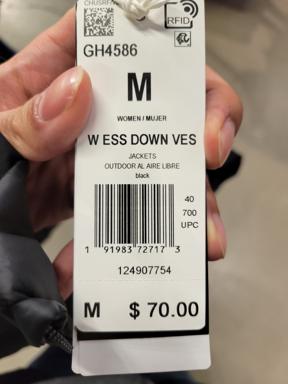 RFID
GH4586
M
WOMEN / MUJER
W ESS DOWN VES
JACKETS
OUTDOOR AL AIRE LIBRE
black
40
700
UPC
1 91983 72717 3
124907754
M $ 70.00